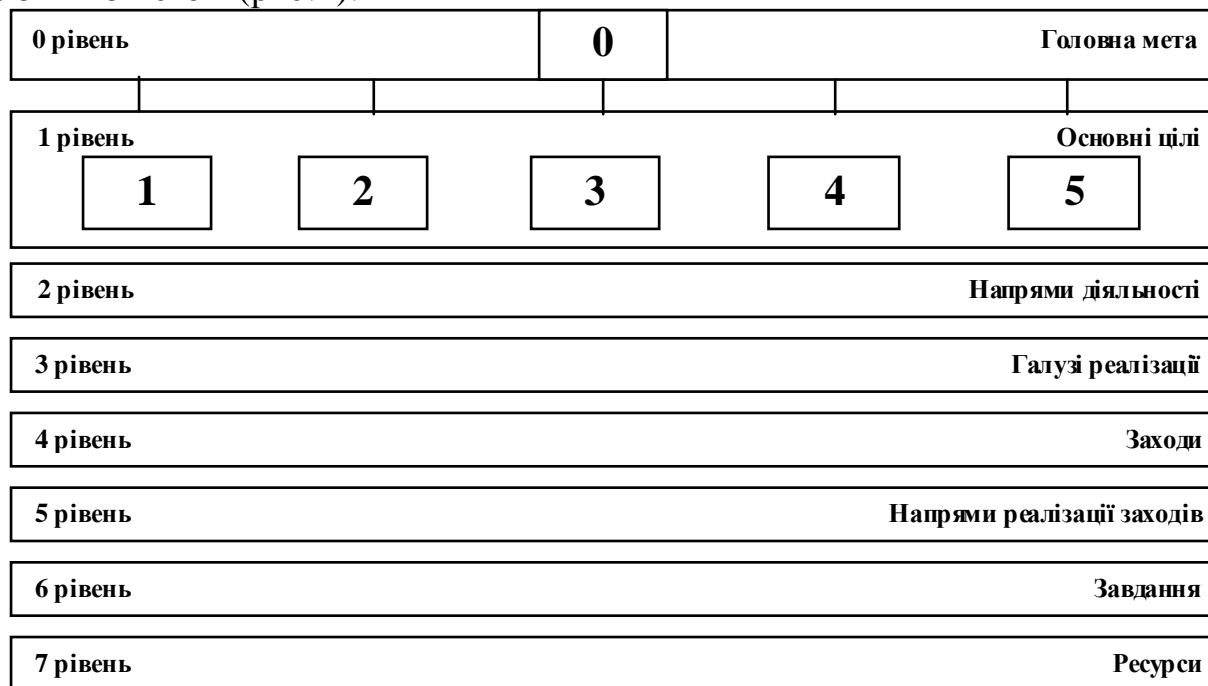 0 рівень 0 Головна мета
1 рівень Основні цілі
1 2 3 4 5
2 рівень Напрями діяльності
3 рівень Галузі реалізації
4 рівень Заходи
5 рівень Напрями реалізації заходів
6 рівень Завдання
7 рівень Ресурси